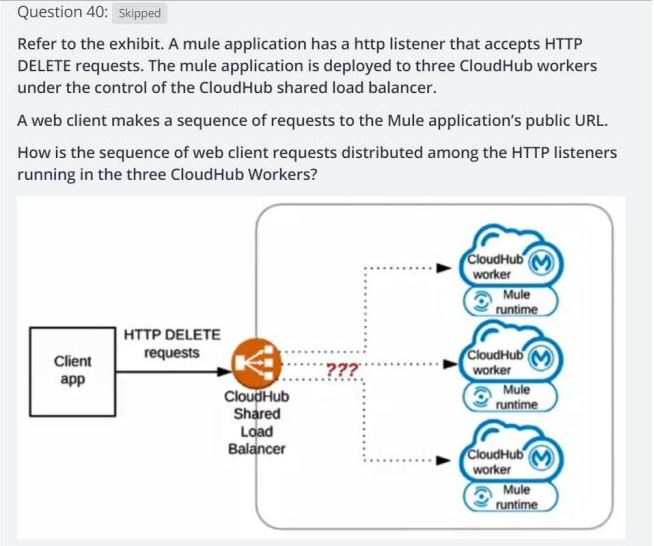 Question 40: Skipped
Refer to the exhibit. A mule application has a http listener that accepts HTTP
DELETE requests. The mule application is deployed to three CloudHub workers
under the control of the CloudHub shared load balancer.
A web client makes a sequence of requests to the Mule application's public URL.
How is the sequence of web client requests distributed among the HTTP listeners
running in the three CloudHub Workers?
CloudHub
worker
Mule
runtime
HTTP DELETE
requests
Client
app
???
CloudHub
Shared
Load
Balancer
CloudHub
worker
Mule
runtime
CloudHub
worker
Mule
runtime